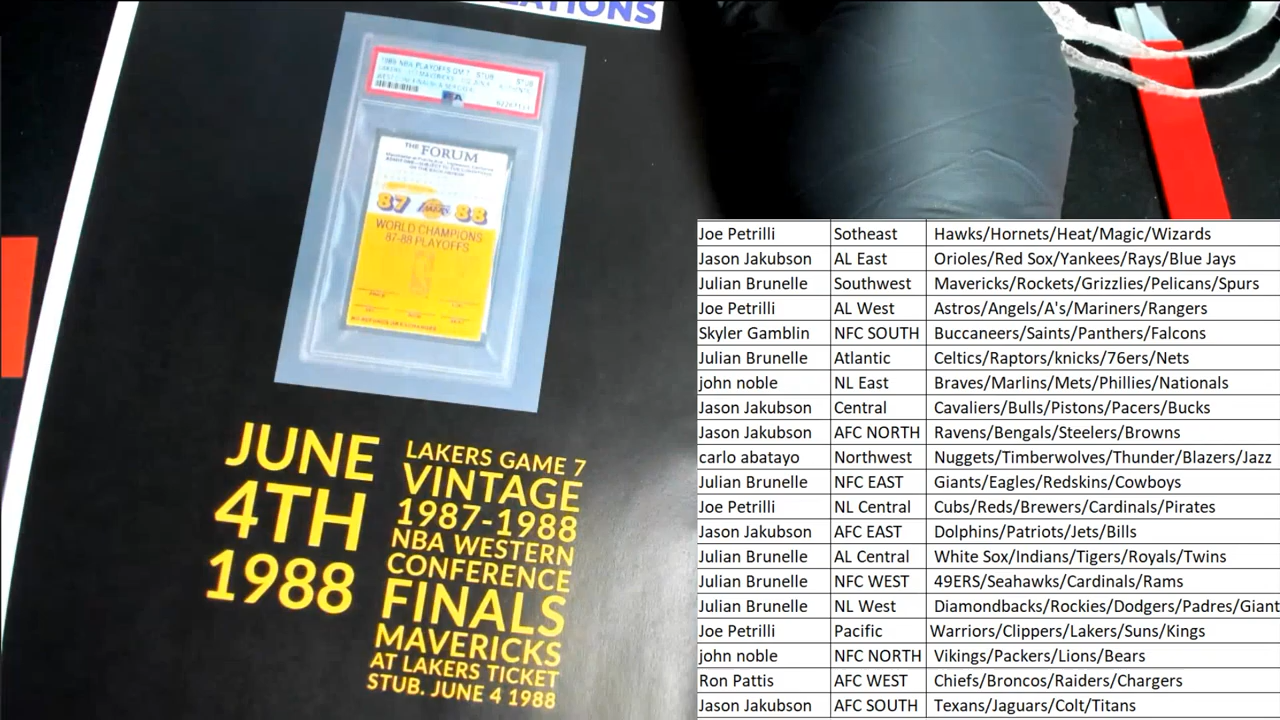 ATIONS
1988 NBA PLAYOFFS GM 7 - STUB STUB
THE FORUM
87 LAKERS 88
WORLD CHAMPIONS
87-88 PLAYOFFS
JUNE
4TH
1988
LAKERS GAME 7
VINTAGE
1987-1988
NBA WESTERN
CONFERENCE
FINALS
MAVERICKS
AT LAKERS TICKET
STUB. JUNE 4 1988
Joe Petrilli Sotheast Hawks/Hornets/Heat/Magic/Wizards
Jason Jakubson AL East Orioles/Red Sox/Yankees/Rays/Blue Jays
Julian Brunelle Southwest Mavericks/Rockets/Grizzlies/Pelicans/Spurs
Joe Petrilli AL West Astros/Angels/A's/Mariners/Rangers
Skyler Gamblin NFC SOUTH Buccaneers/Saints/Panthers/Falcons
Julian Brunelle Atlantic Celtics/Raptors/knicks/76ers/Nets
john noble NL East Braves/Marlins/Mets/Phillies/Nationals
Jason Jakubson Central Cavaliers/Bulls/Pistons/Pacers/Bucks
Jason Jakubson AFC NORTH Ravens/Bengals/Steelers/Browns
carlo abatayo Northwest Nuggets/Timberwolves/Thunder/Blazers/Jazz
Julian Brunelle NFC EAST Giants/Eagles/Redskins/Cowboys
Joe Petrilli NL Central Cubs/Reds/Brewers/Cardinals/Pirates
Jason Jakubson AFC EAST Dolphins/Patriots/Jets/Bills
Julian Brunelle AL Central White Sox/Indians/Tigers/Royals/Twins
Julian Brunelle NFC WEST 49ERS/Seahawks/Cardinals/Rams
Julian Brunelle NL West Diamondbacks/Rockies/Dodgers/Padres/Giant
Joe Petrilli Pacific Warriors/Clippers/Lakers/Suns/Kings
john noble NFC NORTH Vikings/Packers/Lions/Bears
Ron Pattis AFC WEST Chiefs/Broncos/Raiders/Chargers
Jason Jakubson AFC SOUTH Texans/Jaguars/Colt/Titans